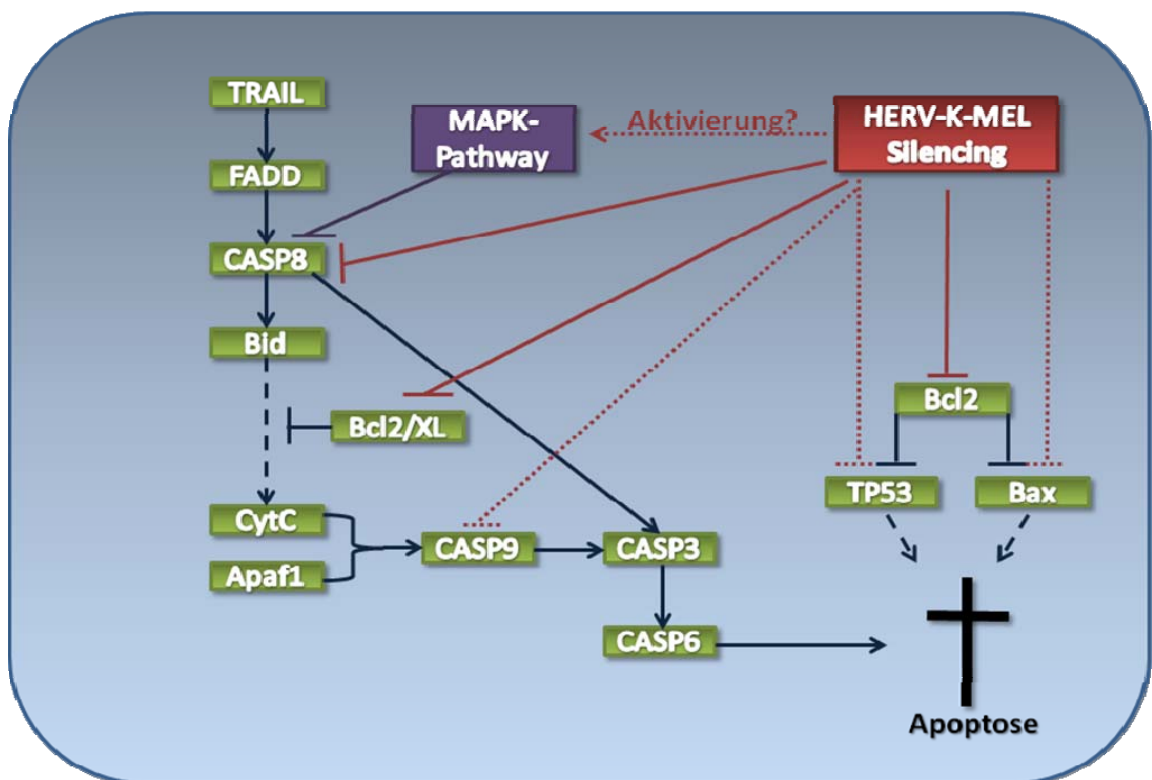 TRAIL
MAPK-
Pathway
Aktivierung?
HERV-K-MEL
Silencing
FADD
CASP8
Bid
Bcl2/XL
Bcl2
CytC
Apaf1
CASP9
CASP3
TP53
Bax
CASP6
Apoptose